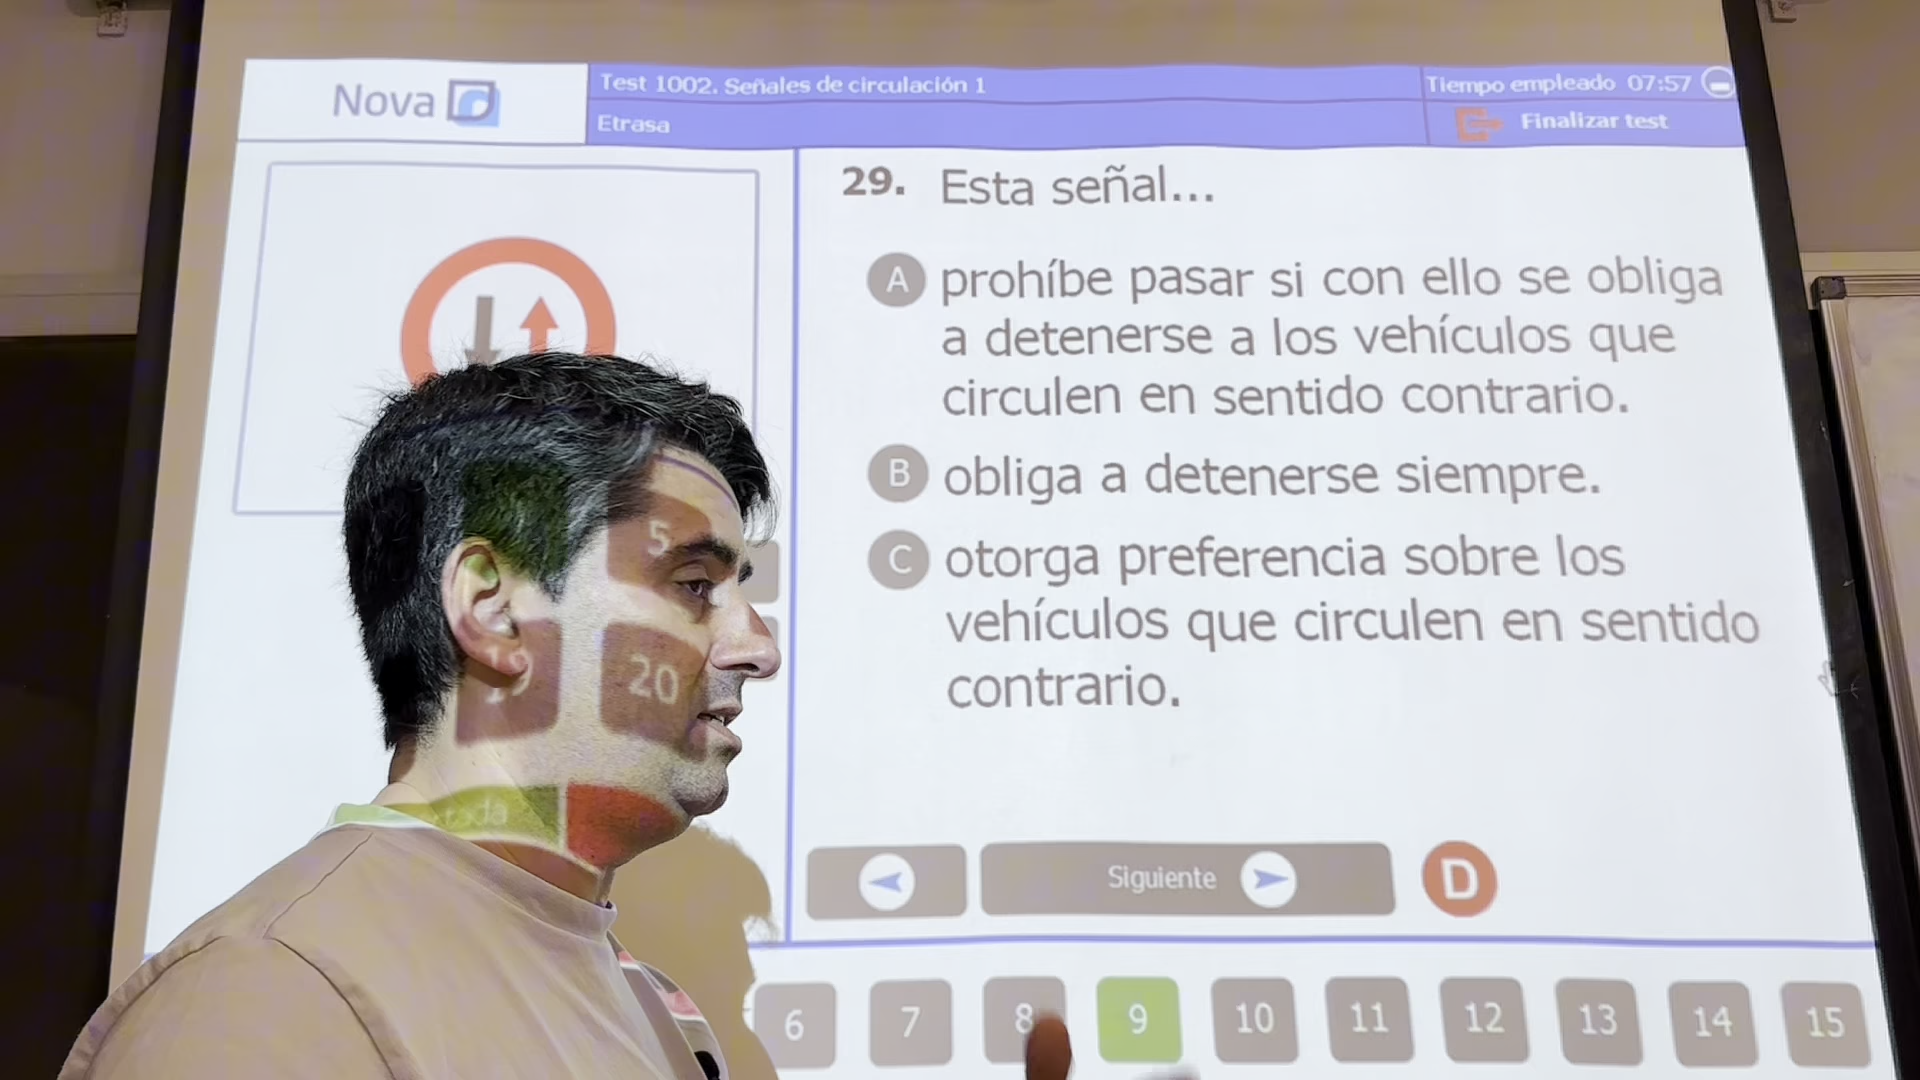 Nova
Test 1002. Señales de circulación 1
Tiempo empleado 07:57
Etrasa
Finalizar test
29. Esta señal...
A prohíbe pasar si con ello se obliga
a detenerse a los vehículos que
circulen en sentido contrario.
B obliga a detenerse siempre.
C otorga preferencia sobre los
vehículos que circulen en sentido
contrario.
5
19
20
Siguiente
D
6 7 8 9 10 11 12 13 14 15